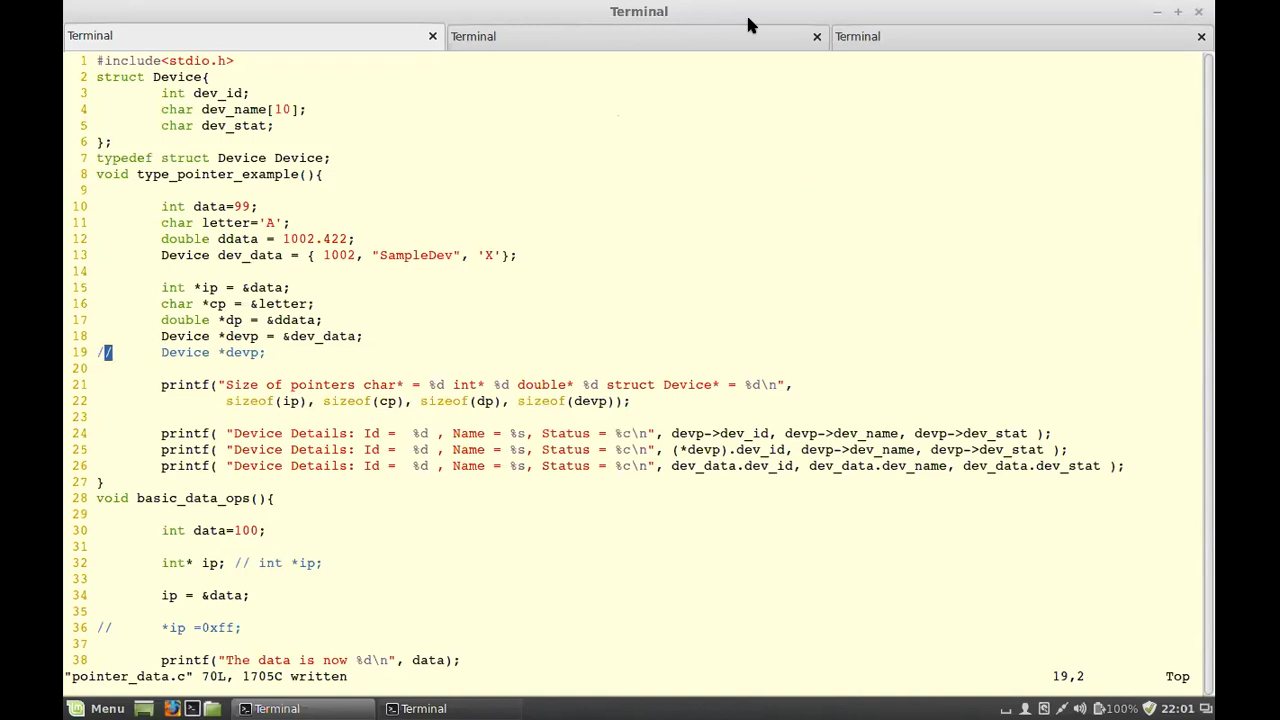 Terminal
Terminal
Terminal
Terminal
1 #include<stdio.h>
2 struct Device{
3 int dev_id;
4 char dev_name[10];
5 char dev_stat;
6 };
7 typedef struct Device Device;
8 void type_pointer_example(){
9
10 int data=99;
11 char letter='A';
12 double ddata = 1002.422;
13 Device dev_data = { 1002, "SampleDev", 'X'};
14
15 int *ip = &data;
16 char *cp = &letter;
17 double *dp = &ddata;
18 Device *devp = &dev_data;
19 // Device *devp;
20
21 printf("Size of pointers char* = %d int* %d double* %d struct Device* = %d\n",
22 sizeof(ip), sizeof(cp), sizeof(dp), sizeof(devp));
23
24 printf( "Device Details: Id =  %d , Name = %s, Status = %c\n", devp->dev_id, devp->dev_name, devp->dev_stat );
25 printf( "Device Details: Id =  %d , Name = %s, Status = %c\n", (*devp).dev_id, devp->dev_name, devp->dev_stat );
26 printf( "Device Details: Id =  %d , Name = %s, Status = %c\n", dev_data.dev_id, dev_data.dev_name, dev_data.dev_stat );
27 }
28 void basic_data_ops(){
29
30 int data=100;
31
32 int* ip; // int *ip;
33
34 ip = &data;
35
36 // *ip =0xff;
37
38 printf("The data is now %d\n", data);
"pointer_data.c" 70L, 1705C written 19,2 Top
Menu Terminal Terminal 100% 22:01